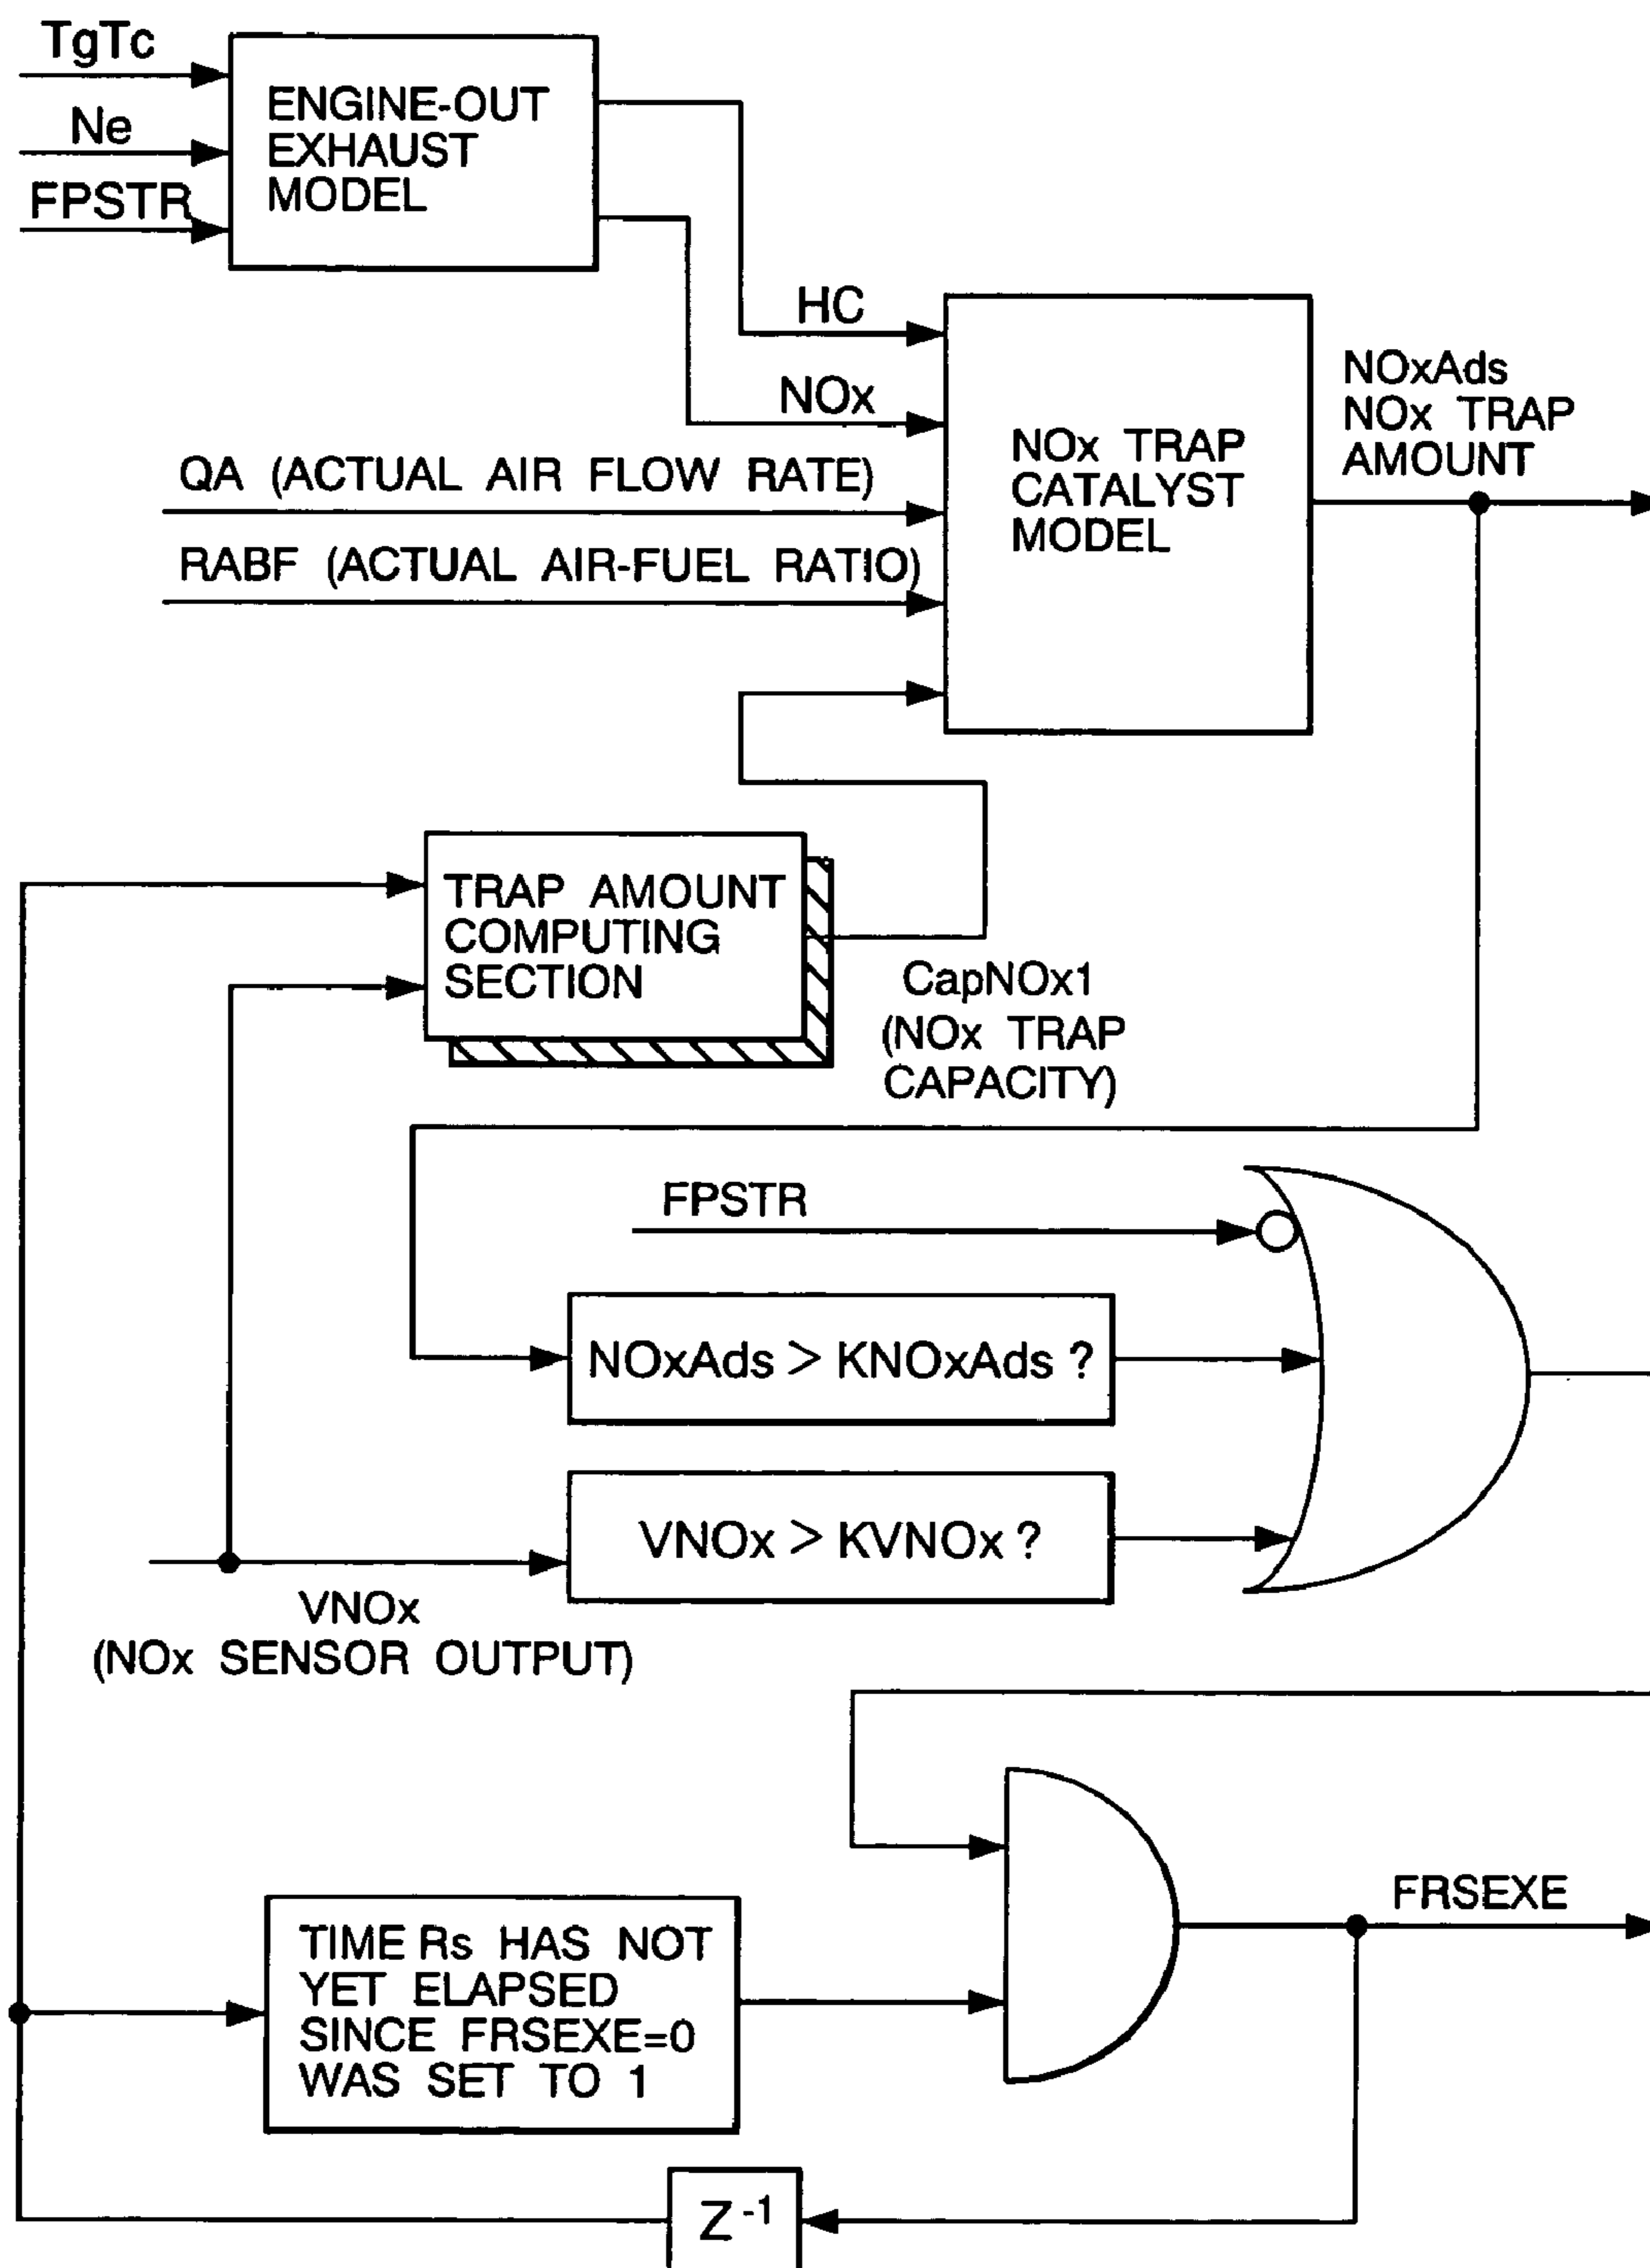 TgTc
Ne
FPSTR
ENGINE-OUT
EXHAUST
MODEL
HC
NOx
QA (ACTUAL AIR FLOW RATE)
RABF (ACTUAL AIR-FUEL RATIO)
NOx TRAP
CATALYST
MODEL
NOxAds
NOx TRAP
AMOUNT
TRAP AMOUNT
COMPUTING
SECTION
CapNOx1
(NOx TRAP
CAPACITY)
FPSTR
NOxAds > KNOxAds ?
VNOx > KVNOx ?
VNOx
(NOx SENSOR OUTPUT)
FRSEXE
TIME Rs HAS NOT
YET ELAPSED
SINCE FRSEXE=0
WAS SET TO 1
Z -1